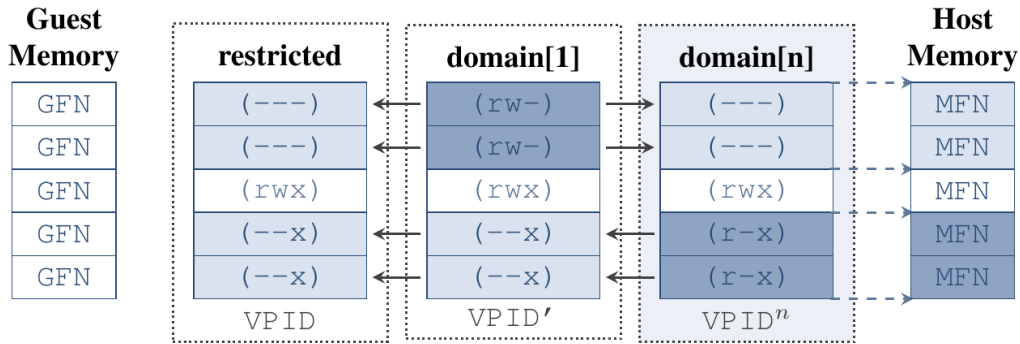 Guest Memory restricted domain[1] domain[n] Host Memory
GFN (---) (rw-) (---) MFN
GFN (---) (rw-) (---) MFN
GFN (rwx) (rwx) (rwx) MFN
GFN (--x) (--x) (r-x) MFN
GFN (--x) (--x) (r-x) MFN
VPID VPID′ VPIDⁿ